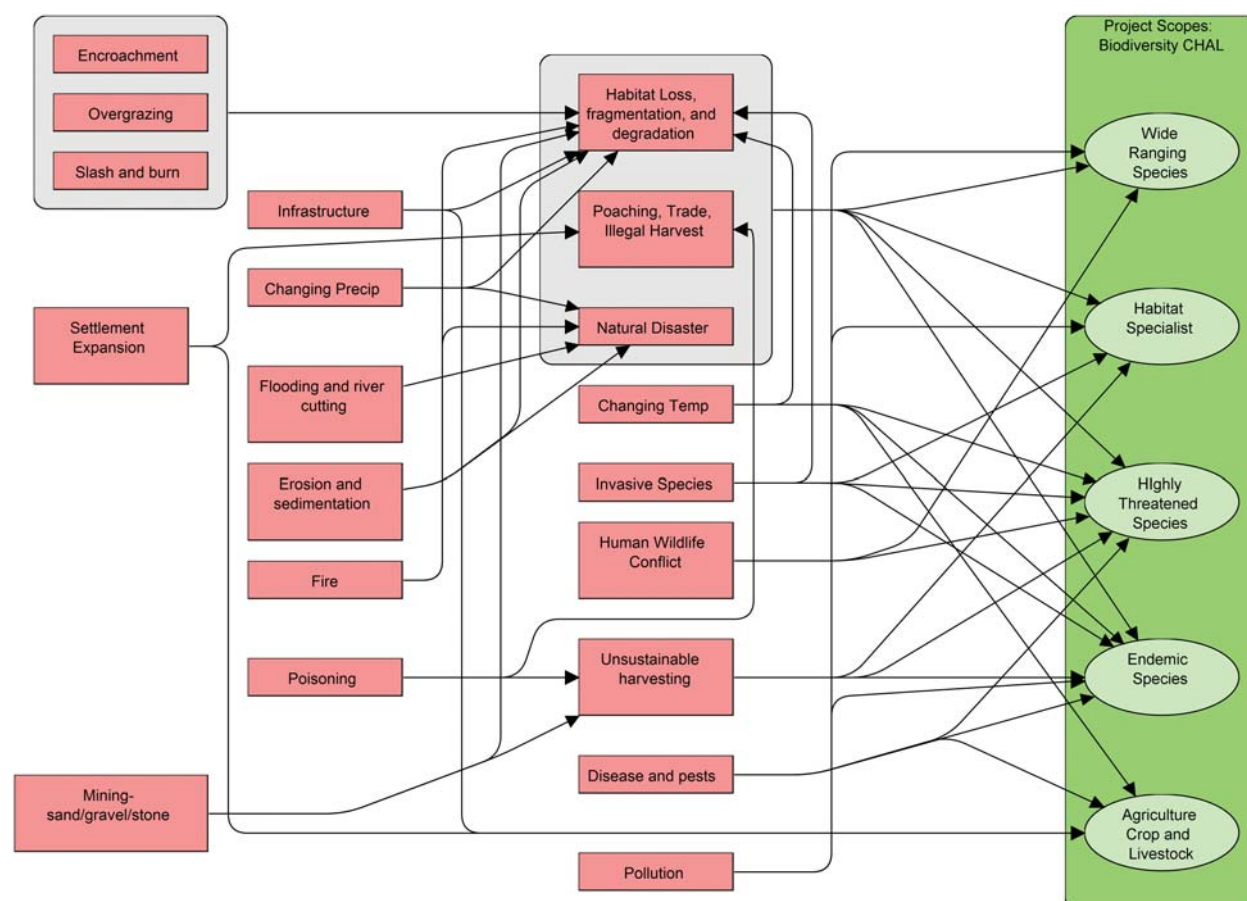 Project Scopes:
Biodiversity CHAL
Encroachment
Overgrazing
Slash and burn
Habitat Loss,
fragmentation, and
degradation
Wide
Ranging
Species
Infrastructure
Poaching, Trade,
Illegal Harvest
Changing Precip
Settlement
Expansion
Natural Disaster
Habitat
Specialist
Flooding and river
cutting
Changing Temp
Erosion and
sedimentation
Invasive Species
HIghly
Threatened
Species
Human Wildlife
Conflict
Fire
Poisoning
Unsustainable
harvesting
Endemic
Species
Disease and pests
Mining-
sand/gravel/stone
Agriculture
Crop and
Livestock
Pollution